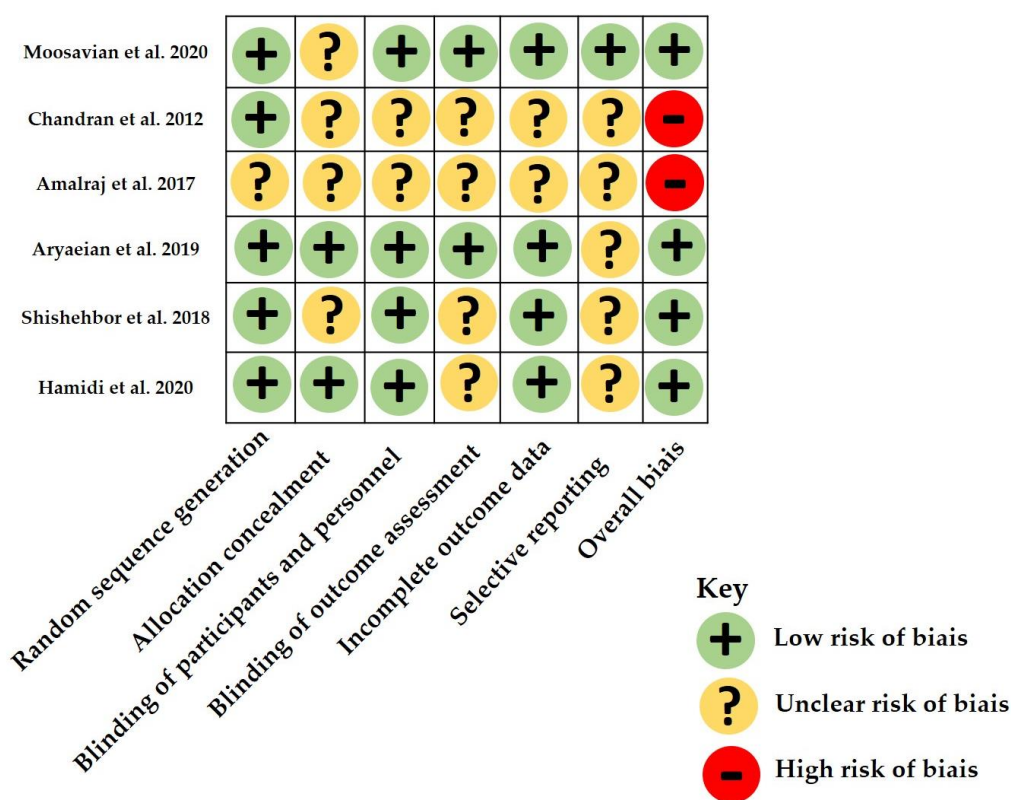 Moosavian et al. 2020 + ? + + + + +
Chandran et al. 2012 + ? ? ? ? ? -
Amalraj et al. 2017 ? ? ? ? ? ? -
Aryaeian et al. 2019 + + + + + ? +
Shishehbor et al. 2018 + ? + ? + ? +
Hamidi et al. 2020 + + + ? + ? +
Random sequence generation
Allocation concealment
Blinding of participants and personnel
Blinding of outcome assessment
Incomplete outcome data
Selective reporting
Overall biais
Key
+ Low risk of biais
? Unclear risk of biais
- High risk of biais